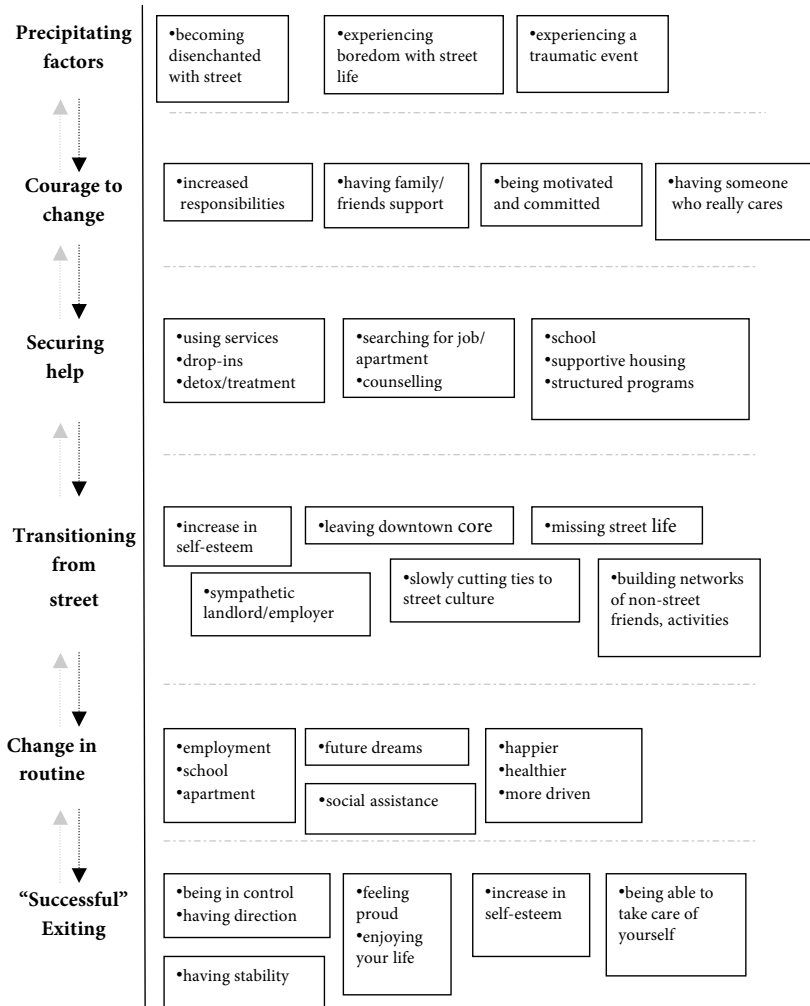 Precipitating
factors
•becoming
disenchanted
with street
•experiencing
boredom with street
life
•experiencing a
traumatic event
Courage to
change
•increased
responsibilities
•having family/
friends support
•being motivated
and committed
•having someone
who really cares
Securing
help
•using services
•drop-ins
•detox/treatment
•searching for job/
apartment
•counselling
•school
•supportive housing
•structured programs
Transitioning
from
street
•increase in
self-esteem
•leaving downtown core
•missing street life
•sympathetic
landlord/employer
•slowly cutting ties to
street culture
•building networks
of non-street
friends, activities
Change in
routine
•employment
•school
•apartment
•future dreams
•social assistance
•happier
•healthier
•more driven
“Successful”
Exiting
•being in control
•having direction
•having stability
•feeling
proud
•enjoying
your life
•increase in
self-esteem
•being able to
take care of
yourself